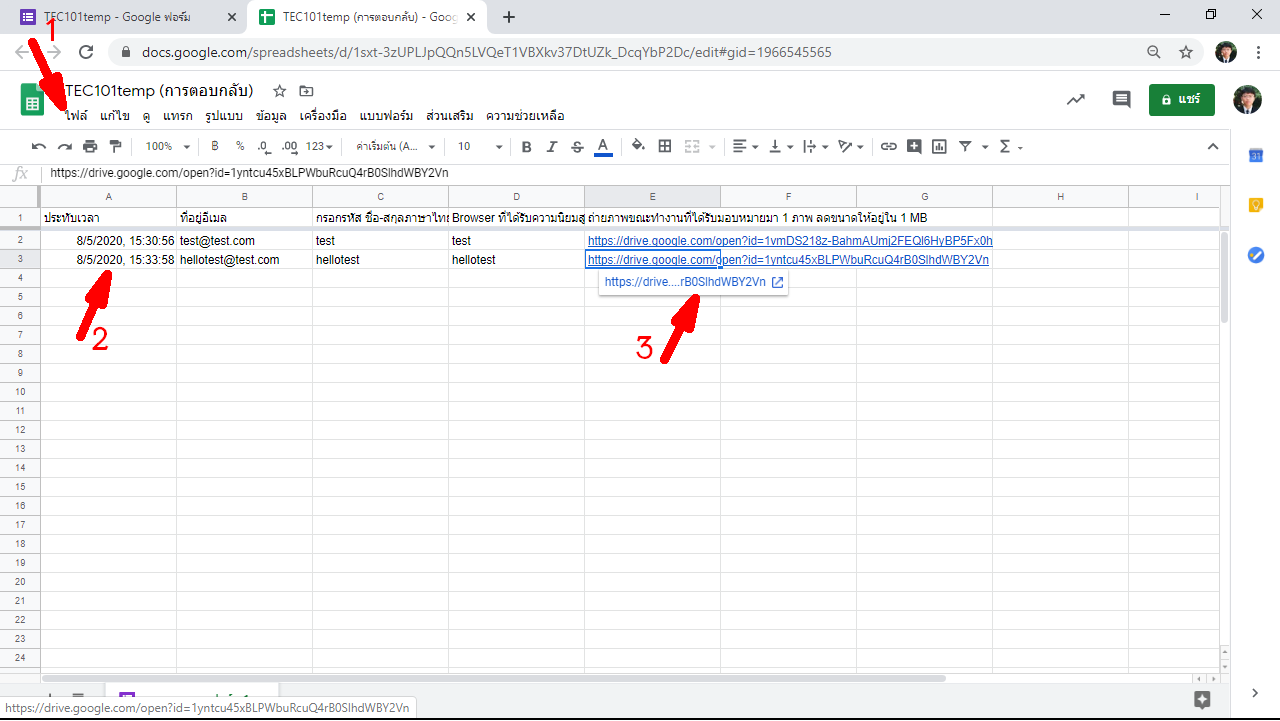 TEC101temp - Google ฟอร์ม
TEC101temp (การตอบกลับ) - Goog
1
docs.google.com/spreadsheets/d/1sxt-3zUPLJpQQn5LVQeT1VBXkv37DtUZk_DcqYbP2Dc/edit#gid=1966545565
TEC101temp (การตอบกลับ)
ไฟล์ แก้ไข ดู แทรก รูปแบบ ข้อมูล เครื่องมือ แบบฟอร์ม ส่วนเสริม ความช่วยเหลือ
แชร์
100% B % .0 .00 123 ค่าเริ่มต้น (A... 10 B I S A Σ
31
fx https://drive.google.com/open?id=1yntcu45xBLPWbuRcuQ4rB0SlhdWBY2Vn
A B C D E F G H I
1 ประทับเวลา ที่อยู่อีเมล กรอกรหัส ชื่อ-สกุลภาษาไทย Browser ที่ได้รับความนิยมสู ถ่ายภาพขณะทำงานที่ได้รับมอบหมายมา 1 ภาพ ลดขนาดให้อยู่ใน 1 MB
2 8/5/2020, 15:30:56 test@test.com test test https://drive.google.com/open?id=1vmDS218z-BahmAUmj2FEQl6HyBP5Fx0h
3 8/5/2020, 15:33:58 hellotest@test.com hellotest hellotest https://drive.google.com/open?id=1yntcu45xBLPWbuRcuQ4rB0SlhdWBY2Vn
4
https://drive....rB0SlhdWBY2Vn
5
6
7
2
3
8
9
10
11
12
13
14
15
16
17
18
19
20
21
22
23
24
https://drive.google.com/open?id=1yntcu45xBLPWbuRcuQ4rB0SlhdWBY2Vn